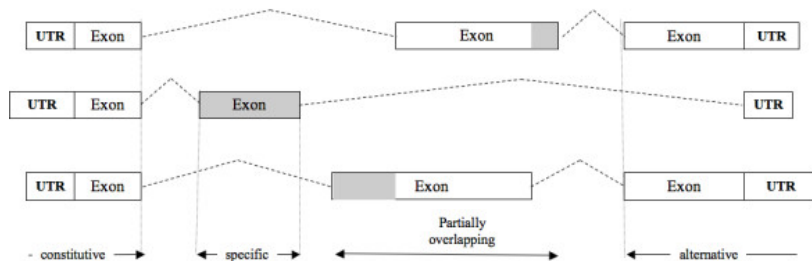 UTR Exon Exon Exon UTR
UTR Exon Exon UTR
UTR Exon Exon Exon UTR
Partially
overlapping
constitutive specific alternative